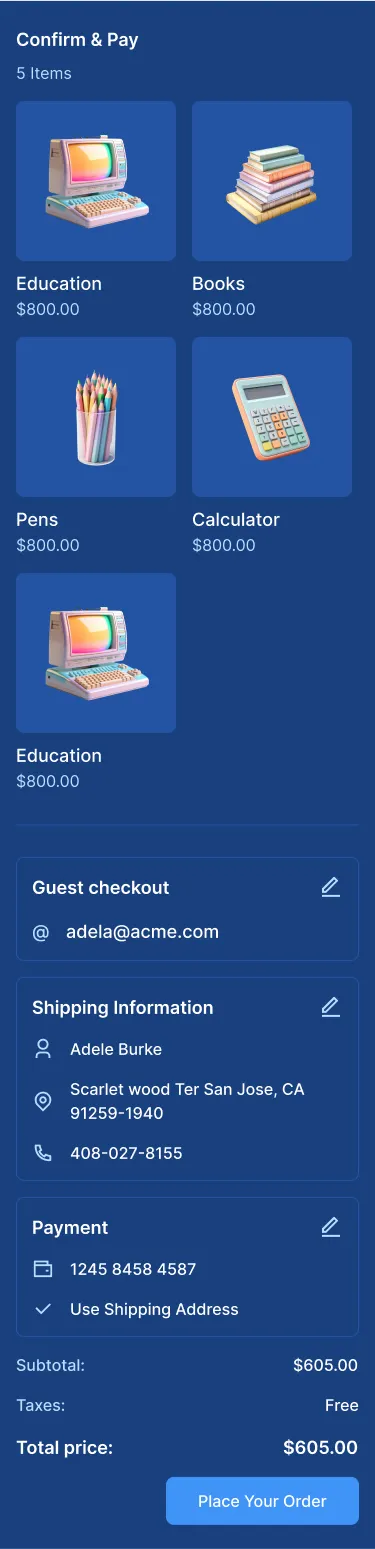 Confirm & Pay
5 Items
Education
$800.00
Books
$800.00
Pens
$800.00
Calculator
$800.00
Education
$800.00
Guest checkout
@ adela@acme.com
Shipping Information
Adele Burke
Scarlet wood Ter San Jose, CA
91259-1940
408-027-8155
Payment
1245 8458 4587
Use Shipping Address
Subtotal: $605.00
Taxes: Free
Total price: $605.00
Place Your Order